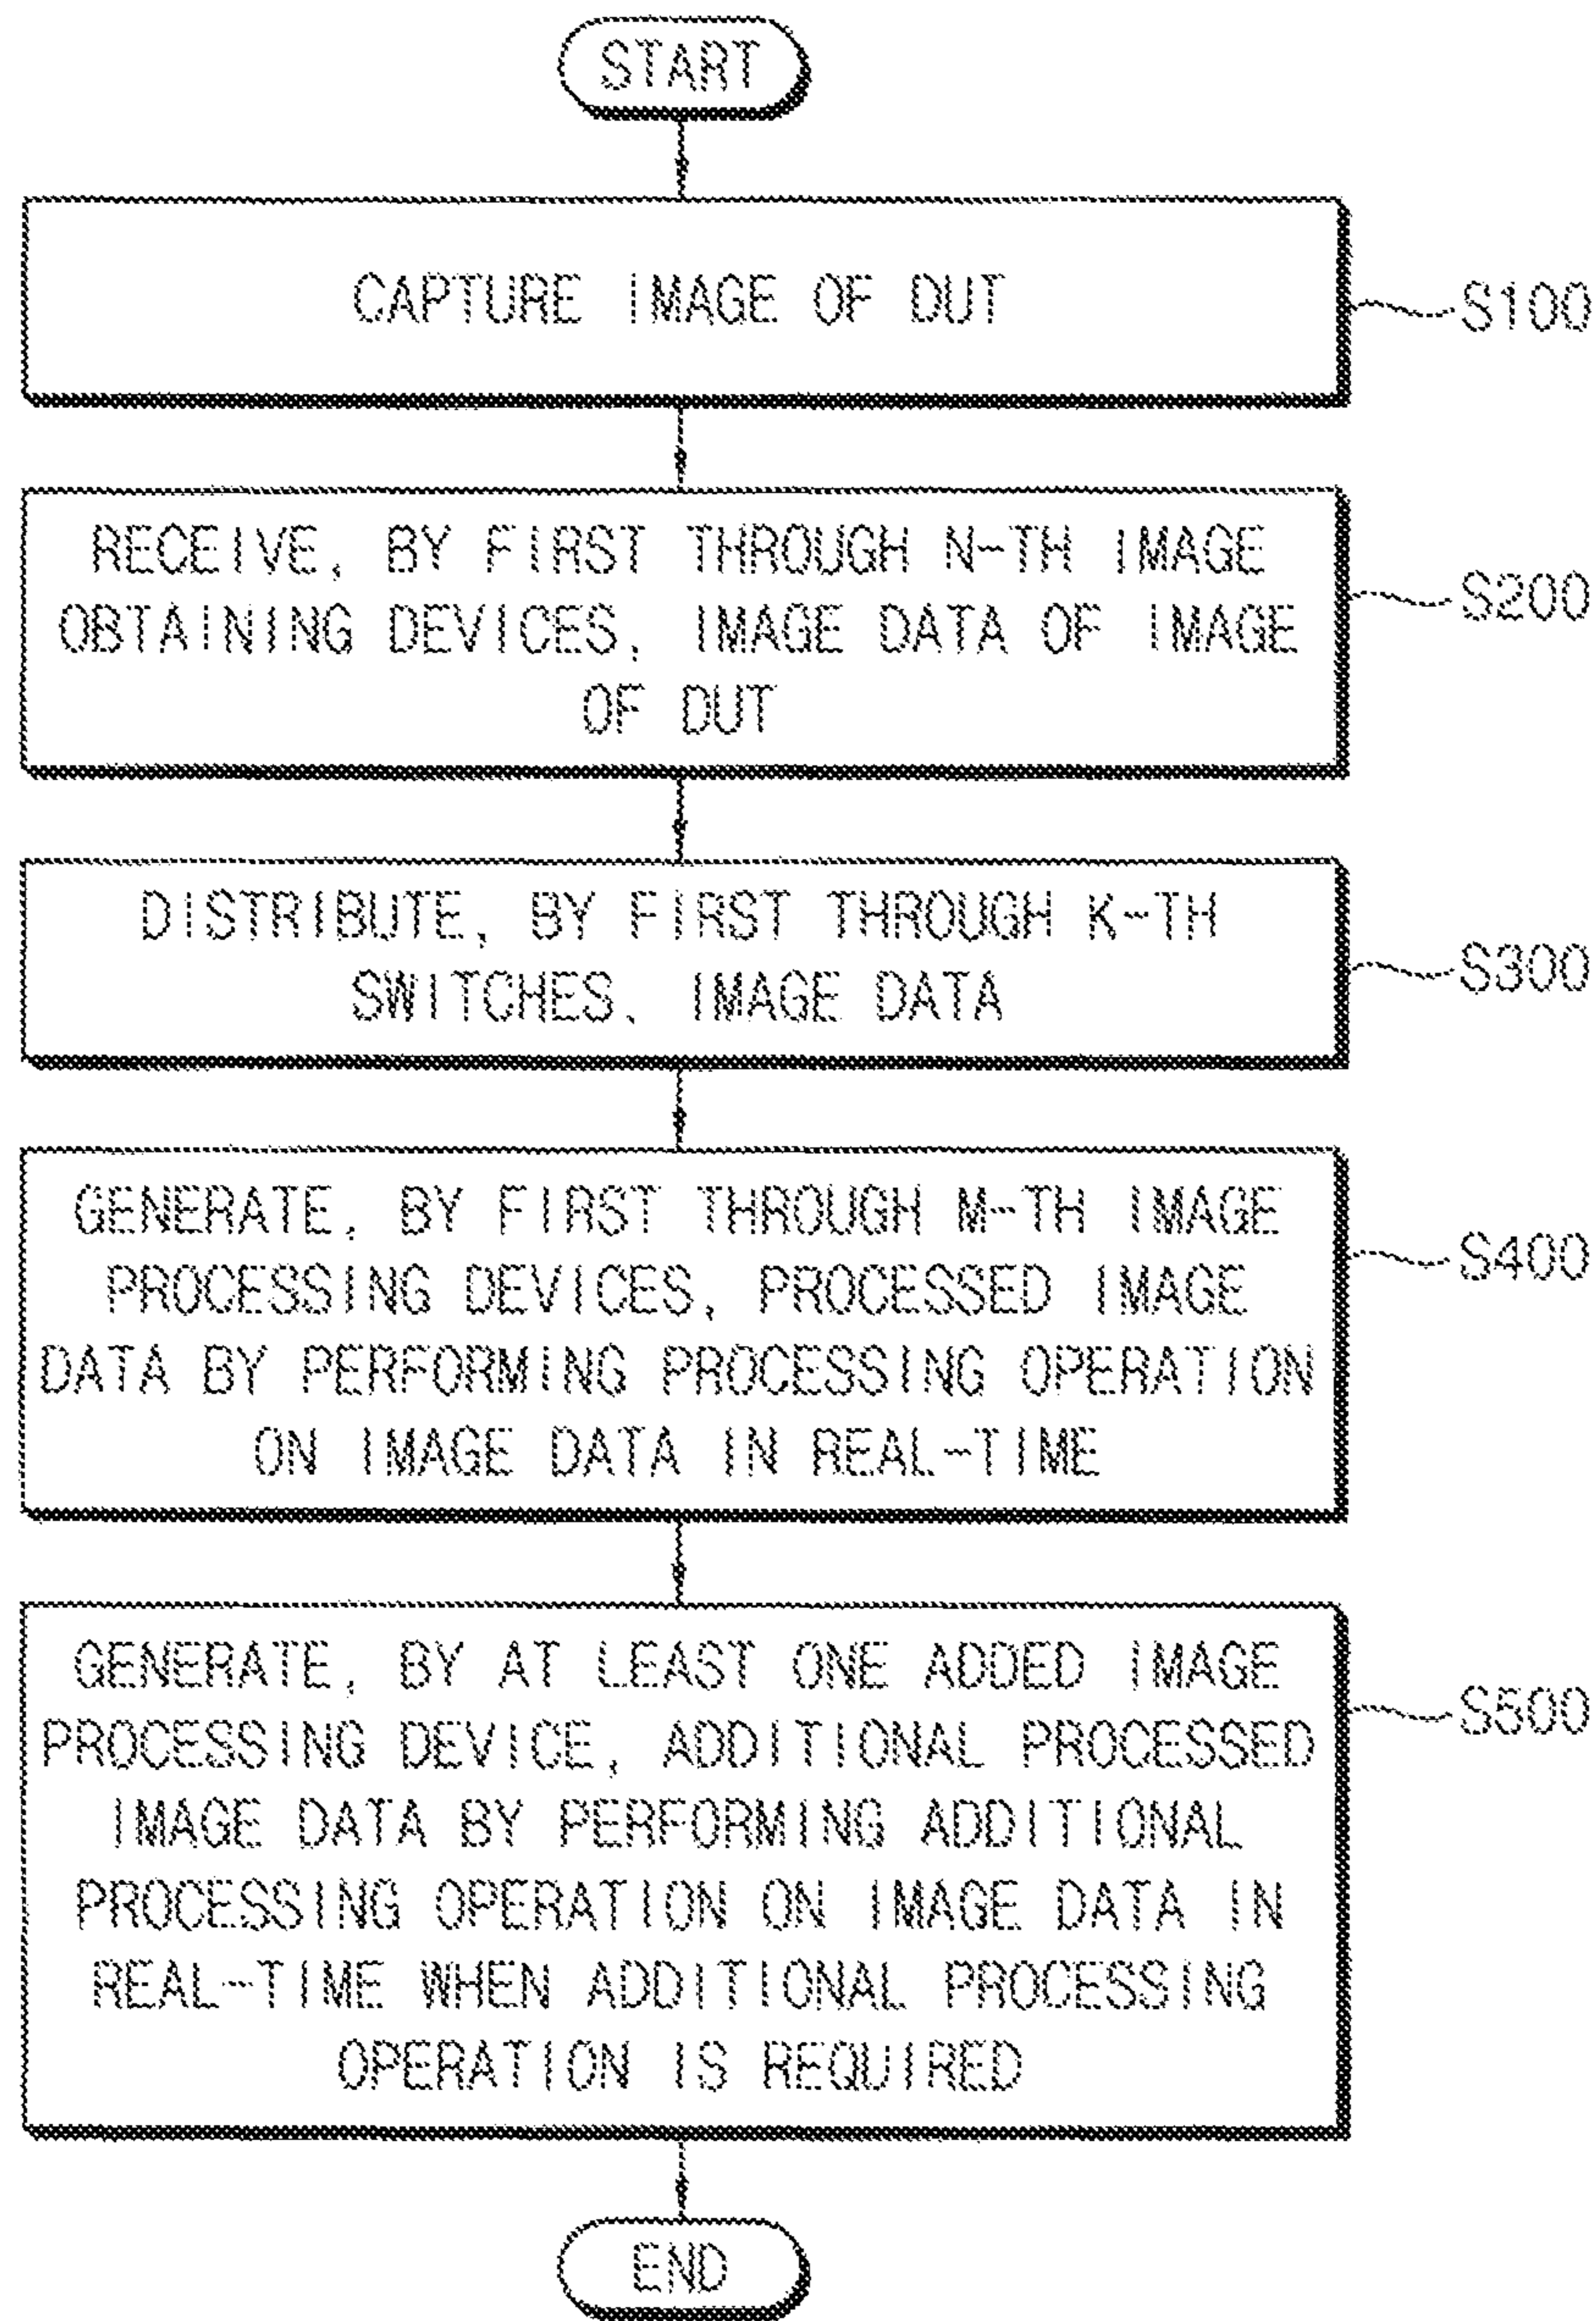 START
CAPTURE IMAGE OF DUT
S100
RECEIVE, BY FIRST THROUGH N-TH IMAGE
OBTAINING DEVICES, IMAGE DATA OF IMAGE
OF DUT
S200
DISTRIBUTE, BY FIRST THROUGH K-TH
SWITCHES, IMAGE DATA
S300
GENERATE, BY FIRST THROUGH M-TH IMAGE
PROCESSING DEVICES, PROCESSED IMAGE
DATA BY PERFORMING PROCESSING OPERATION
ON IMAGE DATA IN REAL-TIME
S400
GENERATE, BY AT LEAST ONE ADDED IMAGE
PROCESSING DEVICE, ADDITIONAL PROCESSED
IMAGE DATA BY PERFORMING ADDITIONAL
PROCESSING OPERATION ON IMAGE DATA IN
REAL-TIME WHEN ADDITIONAL PROCESSING
OPERATION IS REQUIRED
S500
END